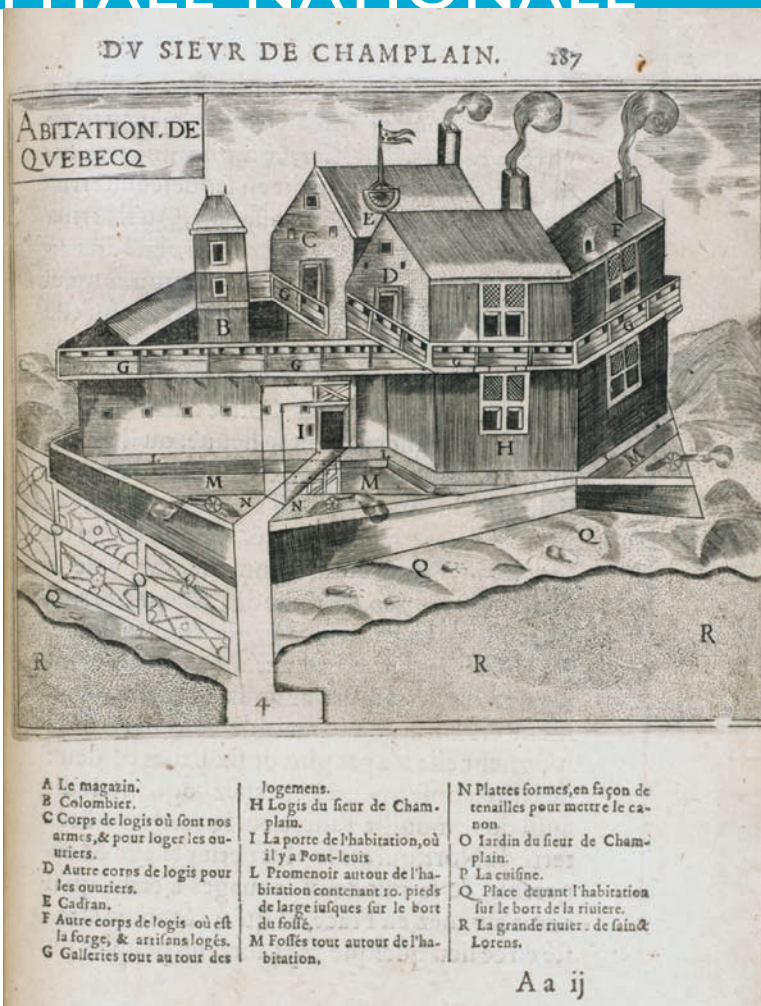 DV SIEVR DE CHAMPLAIN. 187
ABITATION. DE
QVEBECQ
E
C
F
D
G
B
G
G
G
G
I
H
L
L
M
M
M
N
N
Q
Q
O
Q
R
R
R
4
A Le magazin.
B Colombier.
C Corps de logis où ſont nos
armes,& pour loger les ou-
uriers.
D Autre corps de logis pour
les ouuriers.
E Cadran.
F Autre corps de logis où eſt
la forge, & artiſans logés.
G Galleries tout au tour des
logemens.
H Logis du ſieur de Cham-
plain.
I La porte de l'habitation, où
il y a Pont-leuis
L Promenoir autour de l'ha-
bitation contenant 10. pieds
de large iuſques ſur le bort
du foſſé.
M Foſſés tout autour de l'ha-
bitation.
N Plattes formes, en façon de
tenailles pour mettre le ca-
non
O Iardin du ſieur de Cham-
plain.
P La cuiſine.
Q Place deuant l'habitation
ſur le bort de la riuiere.
R La grande riuier. de ſainct
Lorens.
A a ij